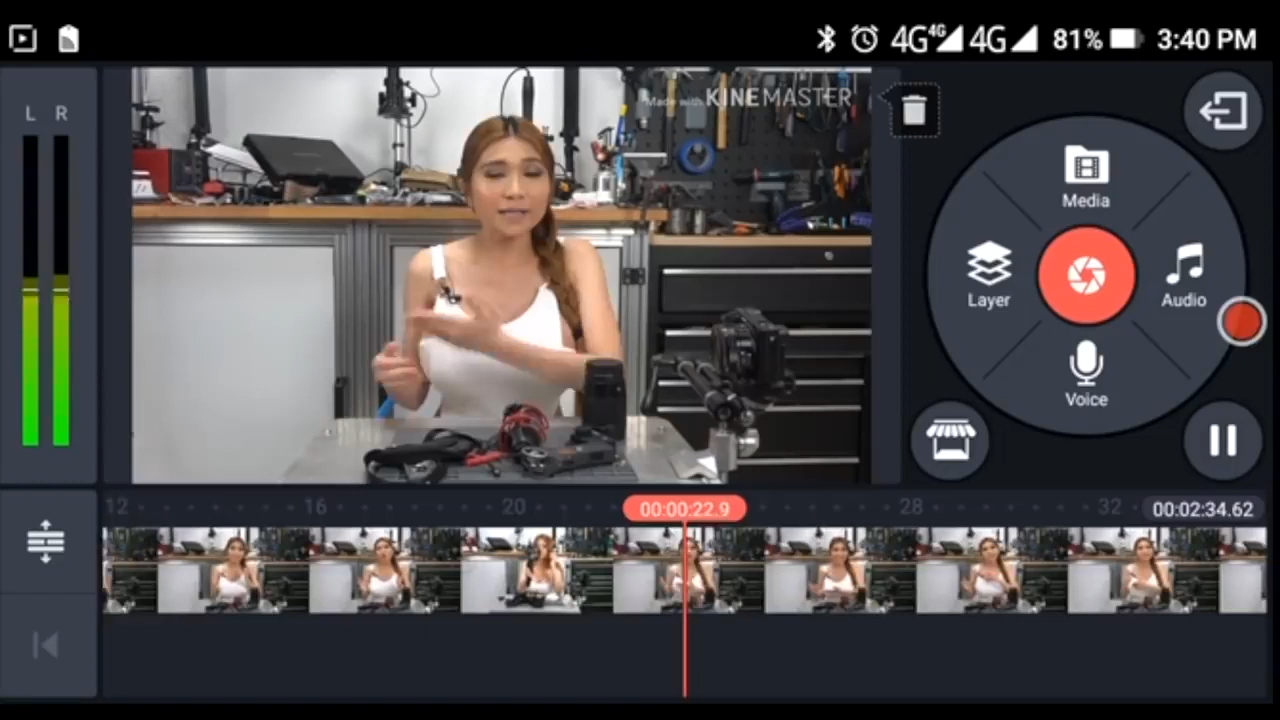 4G 4G 4G 81% 3:40 PM
L R
Made with KINEMASTER
Media
Layer
Audio
Voice
12 16 20 00:00:22.9 28 32 00:02:34.62